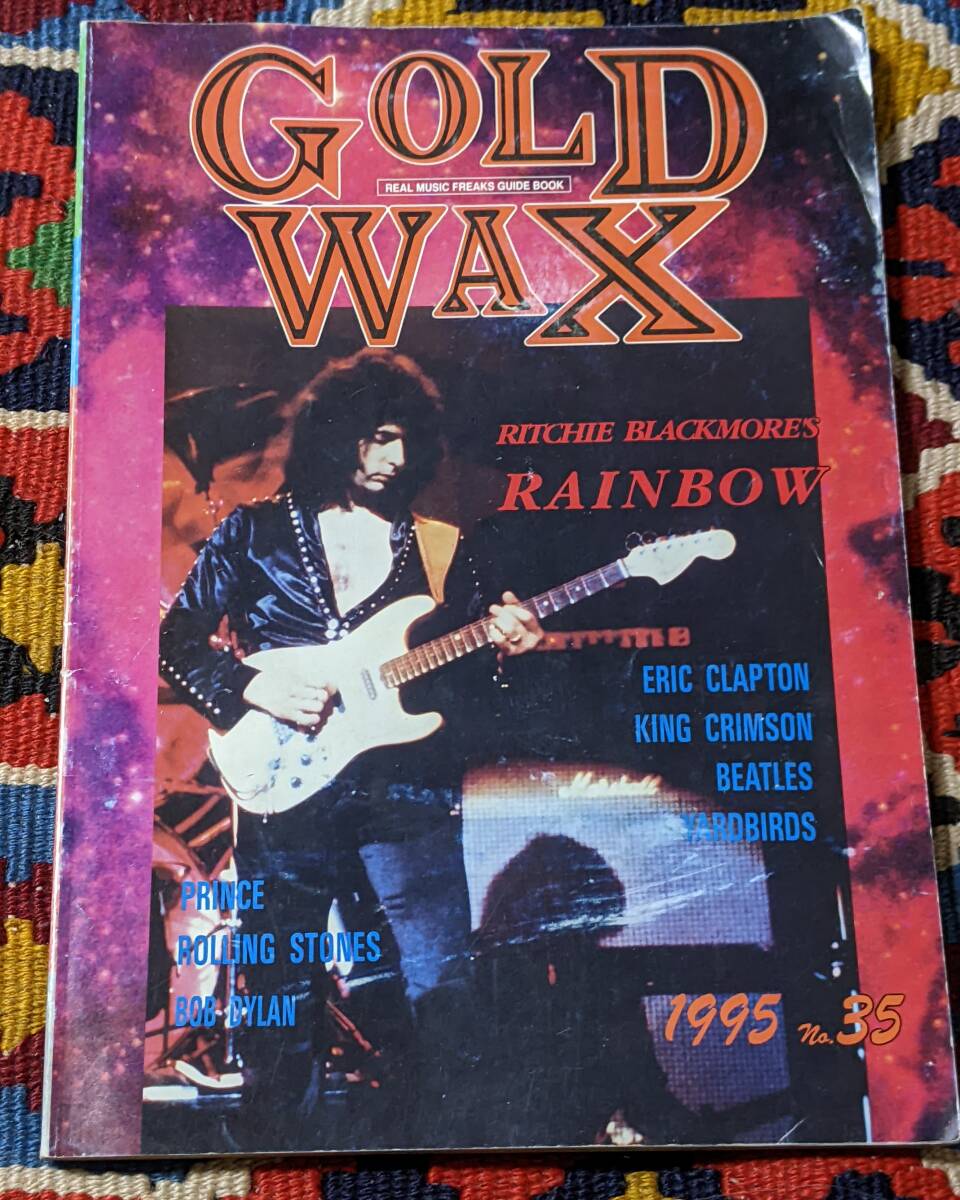 GOLD
REAL MUSIC FREAKS GUIDE BOOK
WAX
RITCHIE BLACKMORE'S
RAINBOW
ERIC CLAPTON
KING CRIMSON
BEATLES
YARDBIRDS
Marshall
PRINCE
ROLLING STONES
BOB DYLAN
1995 No.35